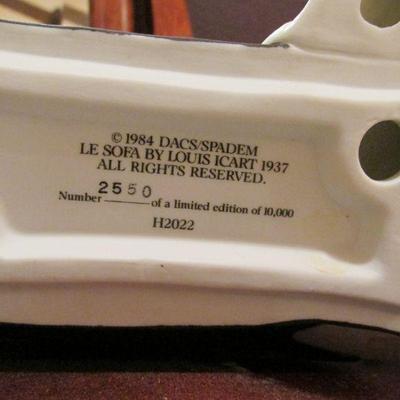 © 1984 DACS/SPADEM
LE SOFA BY LOUIS ICART 1937
ALL RIGHTS RESERVED.
Number 2550 of a limited edition of 10,000
H2022